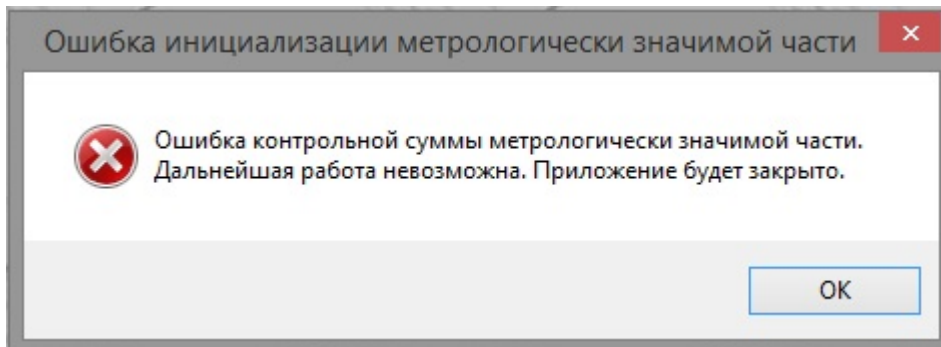 Ошибка инициализации метрологически значимой части
Ошибка контрольной суммы метрологически значимой части.
Дальнейшая работа невозможна. Приложение будет закрыто.
OK